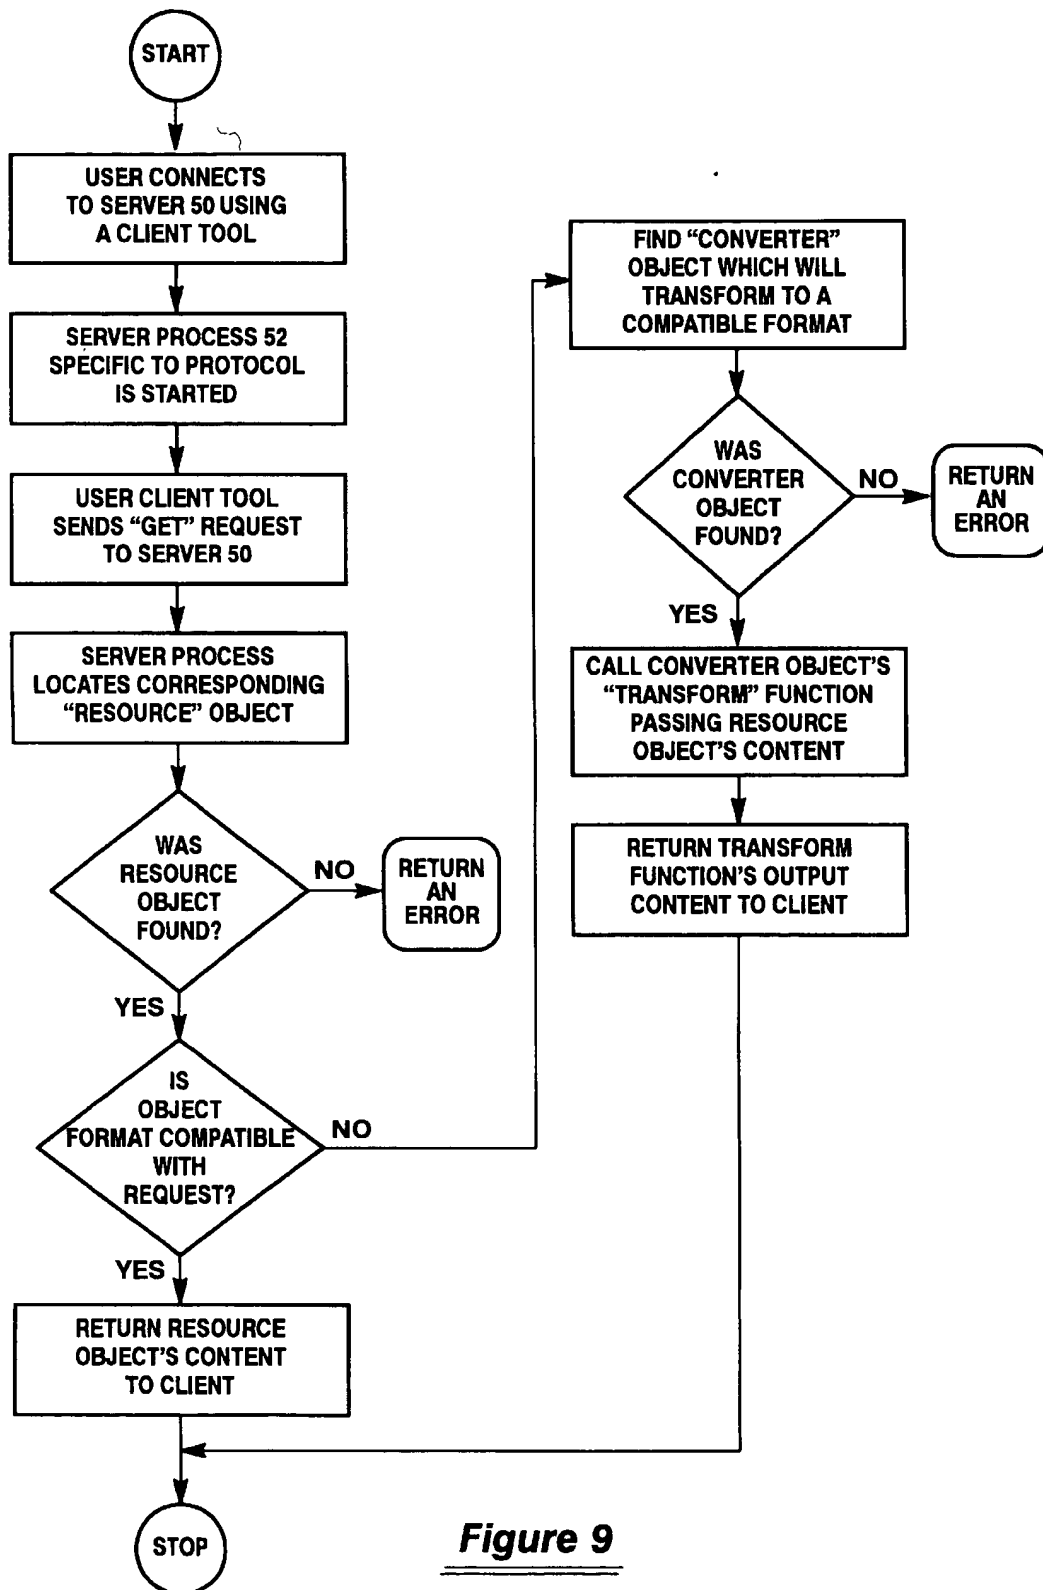 START
USER CONNECTS
TO SERVER 50 USING
A CLIENT TOOL
SERVER PROCESS 52
SPECIFIC TO PROTOCOL
IS STARTED
USER CLIENT TOOL
SENDS “GET” REQUEST
TO SERVER 50
SERVER PROCESS
LOCATES CORRESPONDING
“RESOURCE” OBJECT
WAS
RESOURCE
OBJECT
FOUND?
NO
RETURN
AN
ERROR
YES
IS
OBJECT
FORMAT COMPATIBLE
WITH
REQUEST?
NO
YES
RETURN RESOURCE
OBJECT'S CONTENT
TO CLIENT
STOP
FIND “CONVERTER”
OBJECT WHICH WILL
TRANSFORM TO A
COMPATIBLE FORMAT
WAS
CONVERTER
OBJECT
FOUND?
NO
RETURN
AN
ERROR
YES
CALL CONVERTER OBJECT'S
“TRANSFORM” FUNCTION
PASSING RESOURCE
OBJECT'S CONTENT
RETURN TRANSFORM
FUNCTION'S OUTPUT
CONTENT TO CLIENT
Figure 9